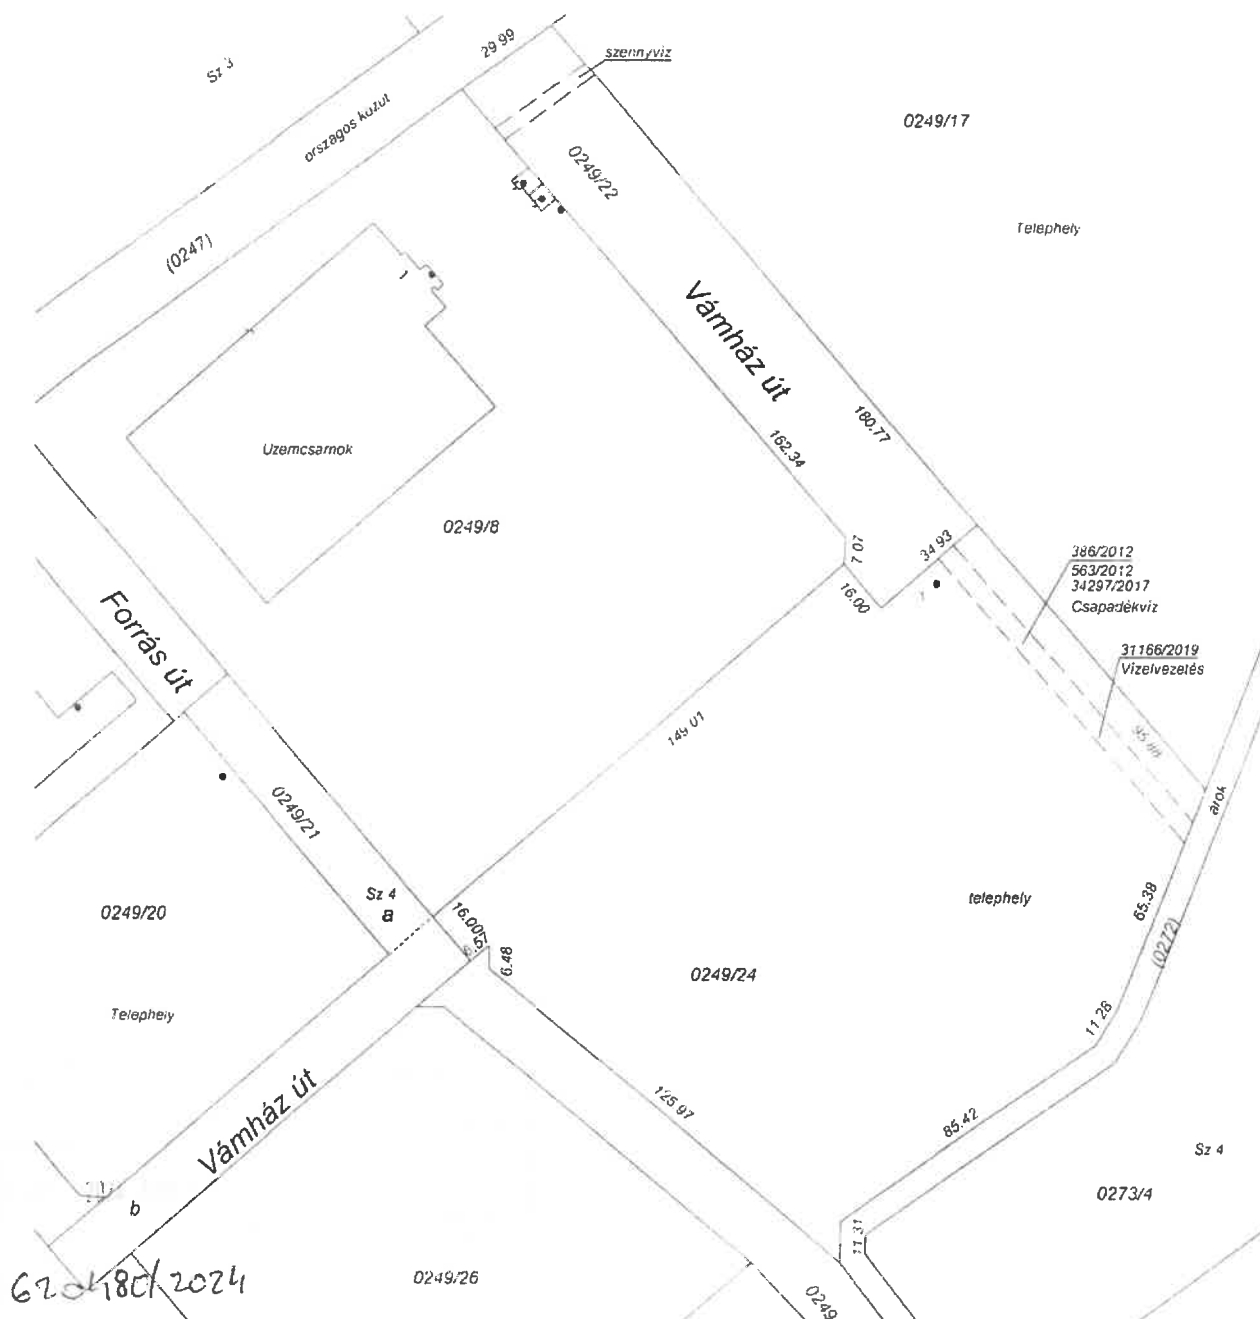 29.99
szennyvíz
Sz 3
országos közút
0249/17
0249/22
(0247)
Telephely
1
Vámház út
180.77
Üzemcsarnok
162.34
0249/8
7.07
34.93
386/2012
563/2012
34297/2017
Csapadékvíz
16.00
Forrás út
31166/2019
Vízelvezetés
149.01
95.88
0249/21
árok
Sz 4
a
16.00
telephely
65.38
0249/20
6.48
(0272)
0249/24
Telephely
11.28
125.97
Vámház út
85.42
Sz 4
0273/4
b
11.31
0249/26
0249